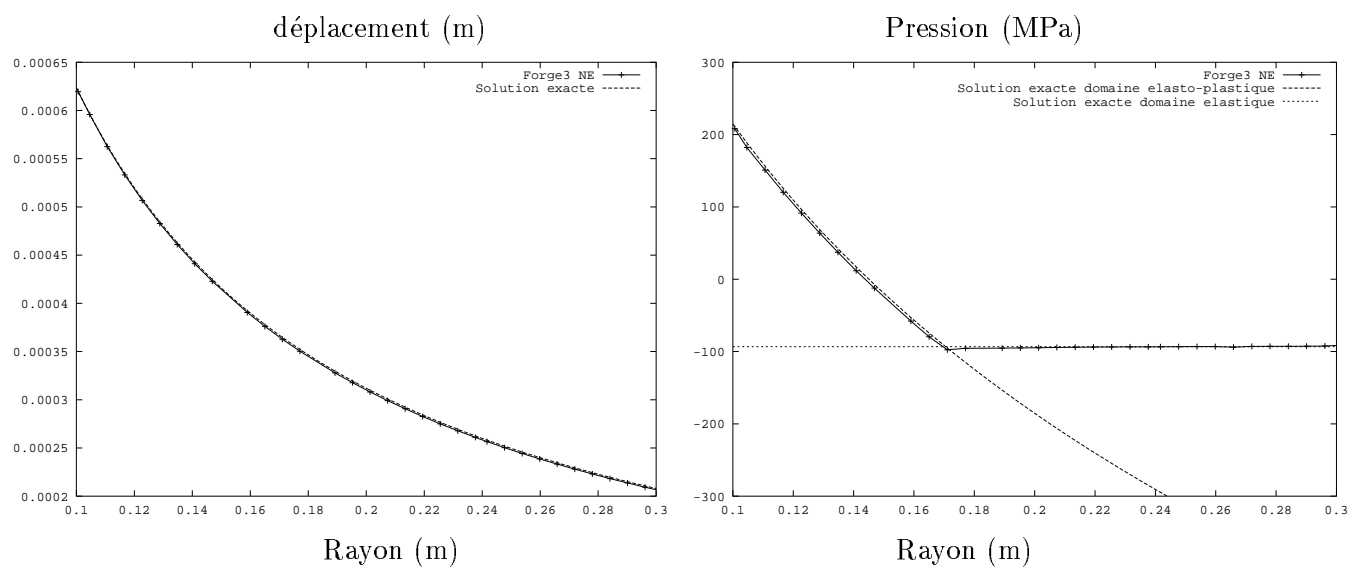 déplacement (m)
0.00065
0.0006
0.00055
0.0005
0.00045
0.0004
0.00035
0.0003
0.00025
0.0002
Forge3 NE
Solution exacte
0.1 0.12 0.14 0.16 0.18 0.2 0.22 0.24 0.26 0.28 0.3
Rayon (m)
Pression (MPa)
300
200
100
0
-100
-200
-300
Forge3 NE
Solution exacte domaine elasto-plastique
Solution exacte domaine elastique
0.1 0.12 0.14 0.16 0.18 0.2 0.22 0.24 0.26 0.28 0.3
Rayon (m)